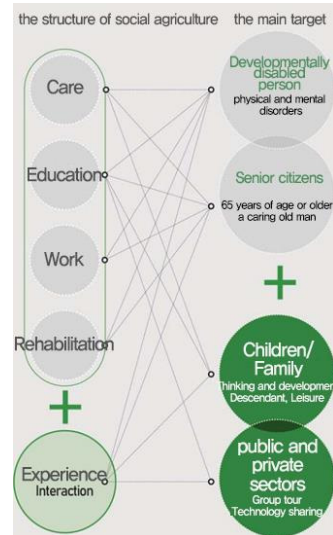 the structure of social agriculture
the main target
Care
Education
Work
Rehabilitation
+
Experience
Interaction
Developmentally
disabled
person
physical and mental
disorders
Senior citizens
65 years of age or older
a caring old man
+
Children/
Family
Thinking and developmen
Descendant, Leisure
public and
private
sectors
Group tour
Technology sharing